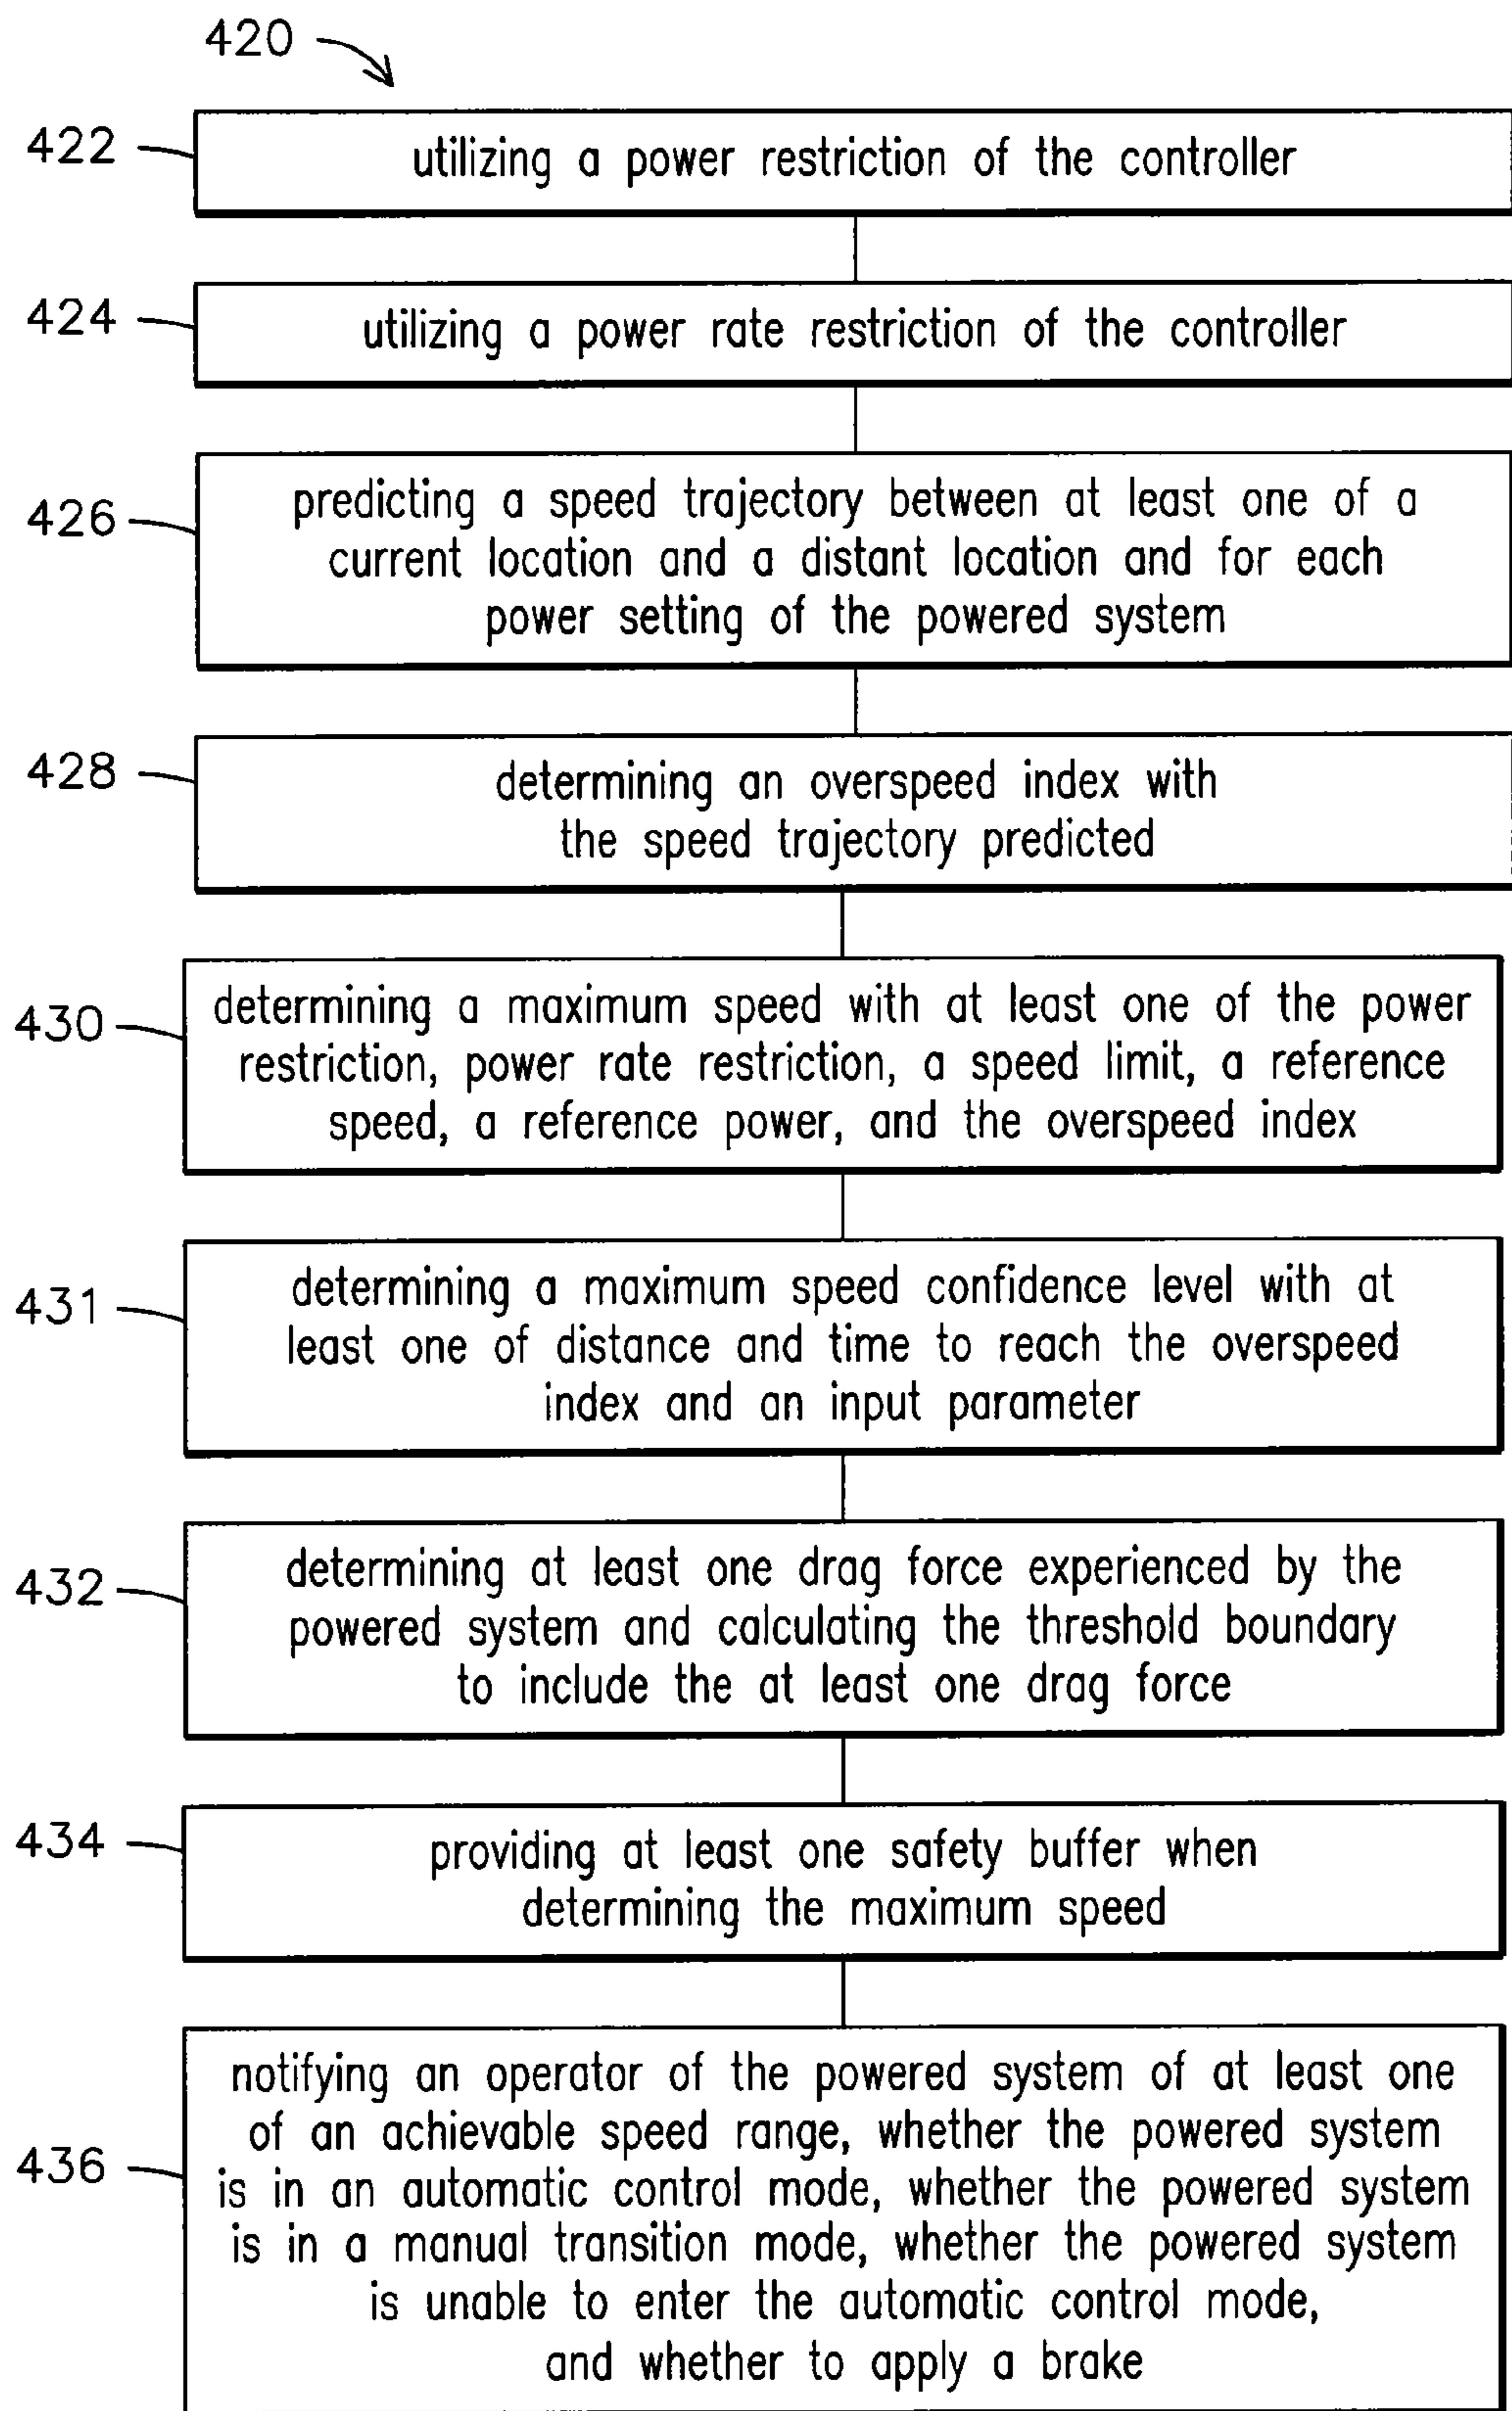 420
422
utilizing a power restriction of the controller
424
utilizing a power rate restriction of the controller
426
predicting a speed trajectory between at least one of a
current location and a distant location and for each
power setting of the powered system
428
determining an overspeed index with
the speed trajectory predicted
430
determining a maximum speed with at least one of the power
restriction, power rate restriction, a speed limit, a reference
speed, a reference power, and the overspeed index
431
determining a maximum speed confidence level with at
least one of distance and time to reach the overspeed
index and an input parameter
432
determining at least one drag force experienced by the
powered system and calculating the threshold boundary
to include the at least one drag force
434
providing at least one safety buffer when
determining the maximum speed
436
notifying an operator of the powered system of at least one
of an achievable speed range, whether the powered system
is in an automatic control mode, whether the powered system
is in a manual transition mode, whether the powered system
is unable to enter the automatic control mode,
and whether to apply a brake